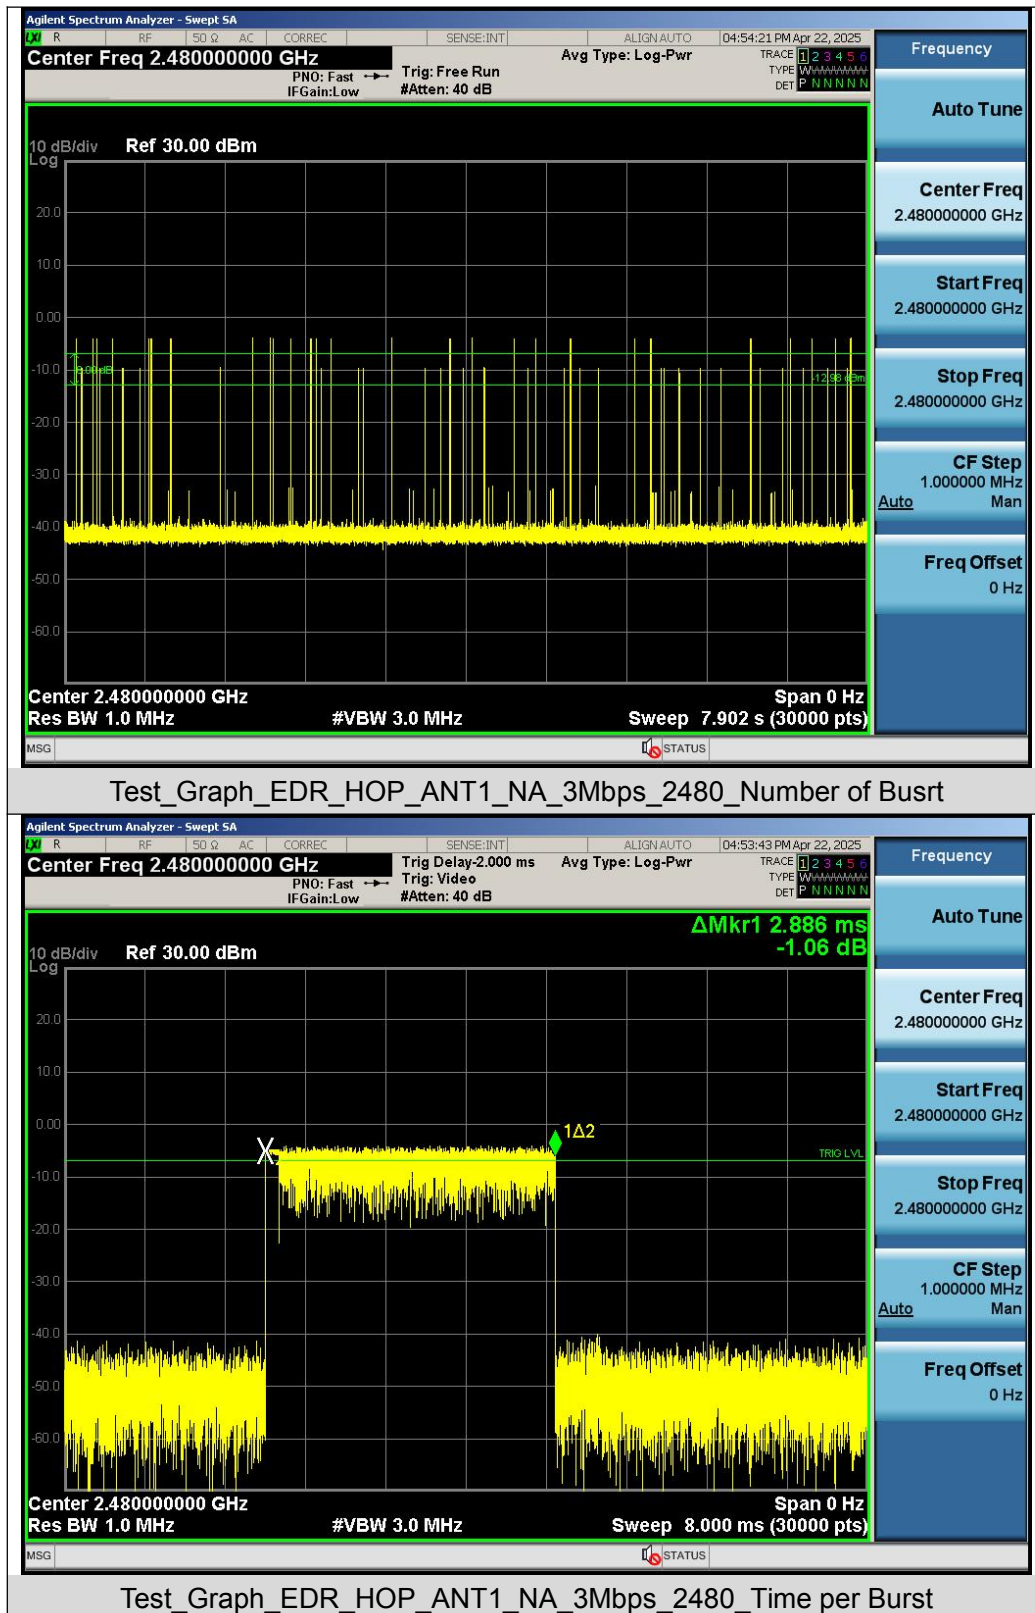 Agilent Spectrum Analyzer - Swept SA
LXI R RF 50 Ω AC CORREC SENSE:INT ALIGN AUTO 04:54:21 PM Apr 22, 2025
Center Freq 2.480000000 GHz Avg Type: Log-Pwr TRACE 1 2 3 4 5 6
PNO: Fast Trig: Free Run TYPE WWWWWW
IFGain:Low #Atten: 40 dB DET P N N N N N
Frequency
Auto Tune
Center Freq
2.480000000 GHz
Start Freq
2.480000000 GHz
Stop Freq
2.480000000 GHz
CF Step
1.000000 MHz
Auto Man
Freq Offset
0 Hz
10 dB/div Ref 30.00 dBm
Log
20.0
10.0
0.00
-10.0
6.00 dB
-12.98 dBm
-20.0
-30.0
-40.0
-50.0
-60.0
Center 2.480000000 GHz Span 0 Hz
Res BW 1.0 MHz #VBW 3.0 MHz Sweep 7.902 s (30000 pts)
MSG STATUS
Test_Graph_EDR_HOP_ANT1_NA_3Mbps_2480_Number of Busrt
Agilent Spectrum Analyzer - Swept SA
LXI R RF 50 Ω AC CORREC SENSE:INT ALIGN AUTO 04:53:43 PM Apr 22, 2025
Center Freq 2.480000000 GHz Trig Delay-2.000 ms Avg Type: Log-Pwr TRACE 1 2 3 4 5 6
PNO: Fast Trig: Video TYPE WWWWWW
IFGain:Low #Atten: 40 dB DET P N N N N N
Frequency
Auto Tune
Center Freq
2.480000000 GHz
Start Freq
2.480000000 GHz
Stop Freq
2.480000000 GHz
CF Step
1.000000 MHz
Auto Man
Freq Offset
0 Hz
ΔMkr1 2.886 ms
-1.06 dB
10 dB/div Ref 30.00 dBm
Log
20.0
10.0
0.00
1Δ2
TRIG LVL
-10.0
-20.0
-30.0
-40.0
-50.0
-60.0
Center 2.480000000 GHz Span 0 Hz
Res BW 1.0 MHz #VBW 3.0 MHz Sweep 8.000 ms (30000 pts)
MSG STATUS
Test_Graph_EDR_HOP_ANT1_NA_3Mbps_2480_Time per Burst